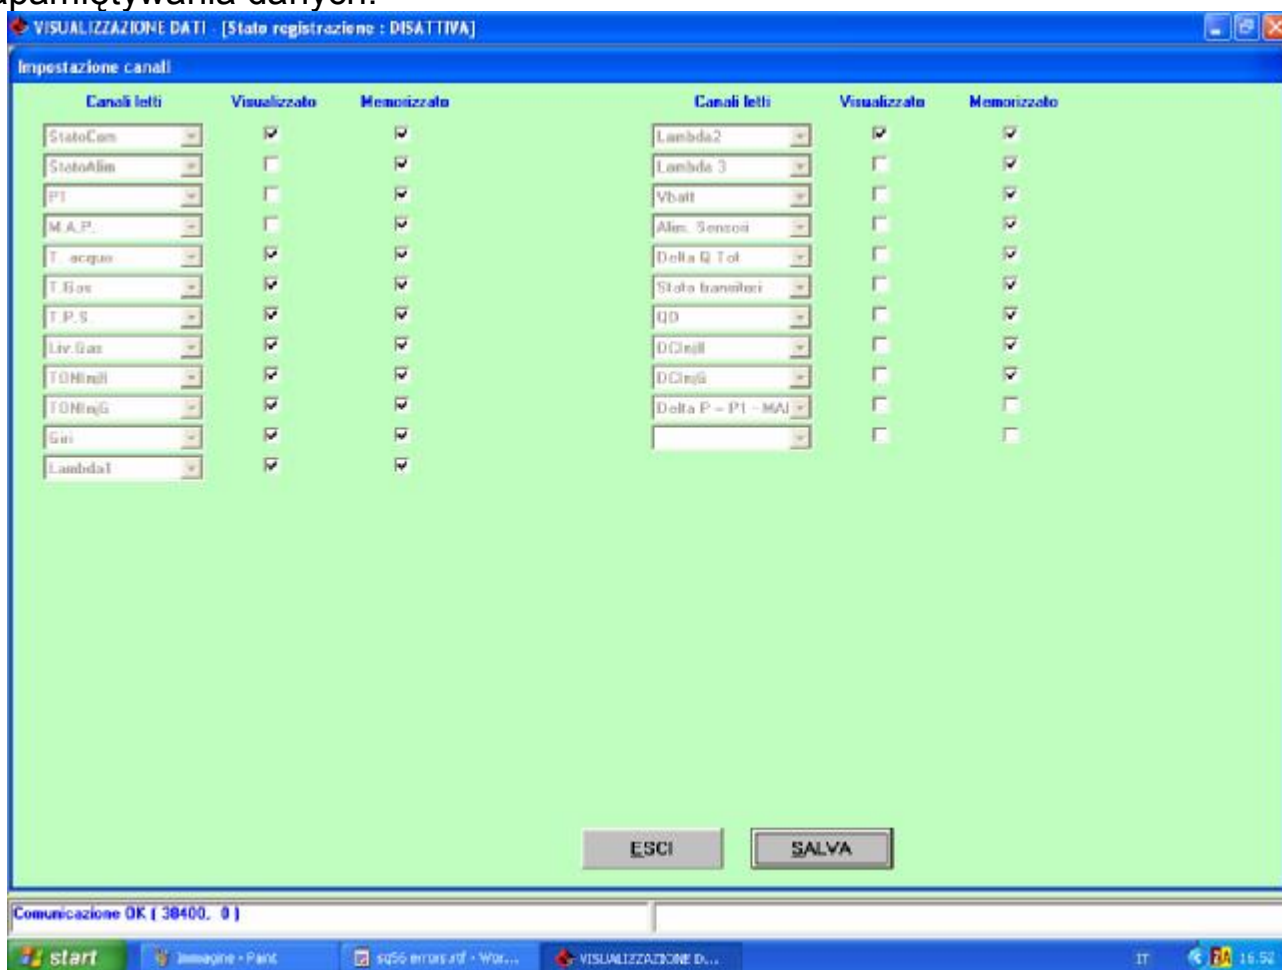 apamiętywania danych.
VISUALIZZAZIONE DATI - [Stato registrazione : DISATTIVA]
Impostazione canali
Canali letti Visualizzato Memorizzato Canali letti Visualizzato Memorizzato
StatoCom Lambda2
StatoAlim Lambda 3
P1 Vbatt
M.A.P. Alim. Sensori
T. acqua Delta Q Tot
T.Gas Stato transitori
T.P.S. QD
Liv.Gas DCInjB
TONInjB DCInjG
TONInjG Delta P = P1 - MAI
Giri
Lambda1
ESCI SALVA
Comunicazione OK ( 38400, 0 )
start Immagine - Paint sq56 errors.rtf - Wor... VISUALIZZAZIONE D... IT 16.52